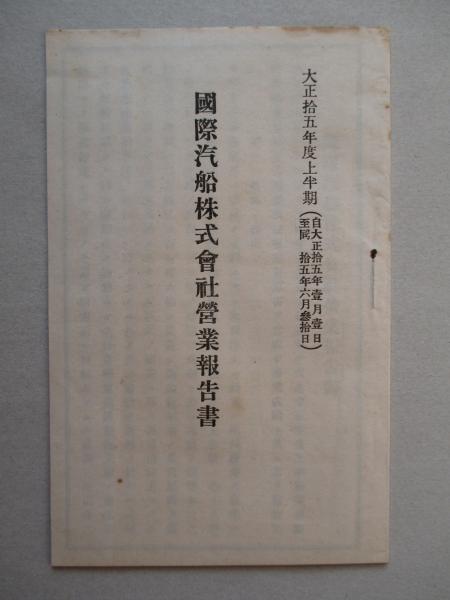 大正拾五年度上半期(自大正拾五年壹月壹日
至同 拾五年六月叁拾日)
國際汽船株式會社營業報告書